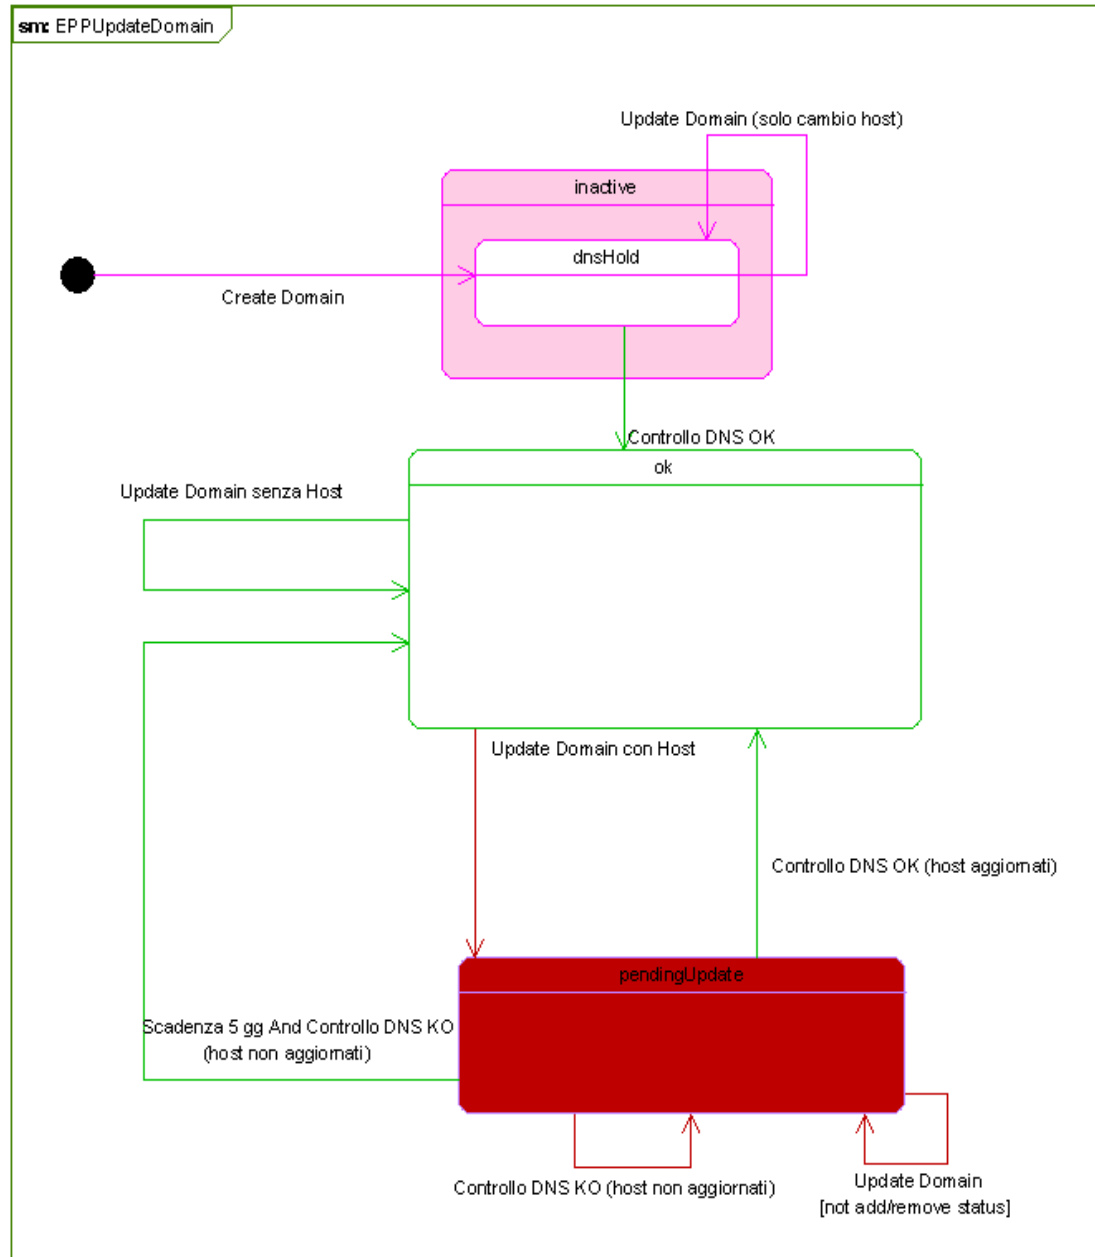 sm: EPPUpdateDomain
Update Domain (solo cambio host)
inactive
dnsHold
Create Domain
Controllo DNS OK
ok
Update Domain senza Host
Update Domain con Host
Controllo DNS OK (host aggiornati)
pendingUpdate
Scadenza 5 gg And Controllo DNS KO
(host non aggiornati)
Controllo DNS KO (host non aggiornati)
Update Domain
[not add/remove status]